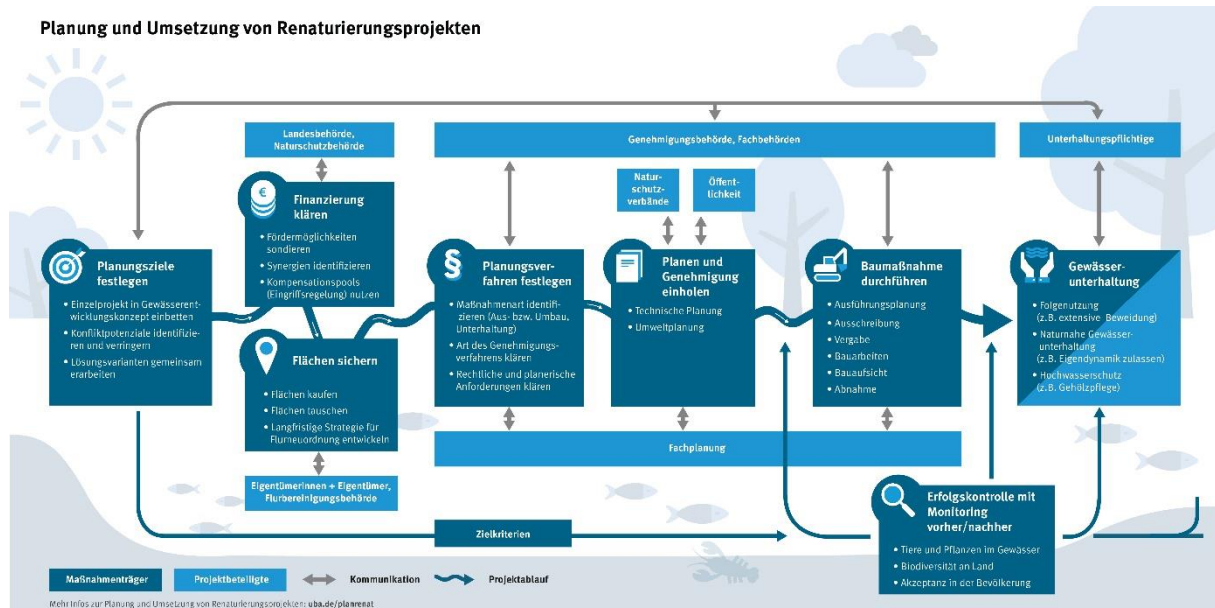 Planung und Umsetzung von Renaturierungsprojekten
Landesbehörde,
Naturschutzbehörde
Genehmigungsbehörde, Fachbehörden
Unterhaltungspflichtige
Natur-
schutz-
verbände
Öffent-
lichkeit
€
Finanzierung
klären
• Fördermöglichkeiten
sondieren
• Synergien identifizieren
• Kompensationspools
(Eingriffsregelung) nutzen
Planungsziele
festlegen
• Einzelprojekt in Gewässerent-
wicklungskonzept einbetten
• Konfliktpotenziale identifizie-
ren und verringern
• Lösungsvarianten gemeinsam
erarbeiten
Flächen sichern
• Flächen kaufen
• Flächen tauschen
• Langfristige Strategie für
Flurneuordnung entwickeln
Eigentümerinnen + Eigentümer,
Flurbereinigungsbehörde
§
Planungsver-
fahren festlegen
• Maßnahmenart identifi-
zieren (Aus- bzw. Umbau,
Unterhaltung)
• Art des Genehmigungs-
verfahrens klären
• Rechtliche und planerische
Anforderungen klären
Planen und
Genehmigung
einholen
• Technische Planung
• Umweltplanung
Baumaßnahme
durchführen
• Ausführungsplanung
• Ausschreibung
• Vergabe
• Bauarbeiten
• Bauaufsicht
• Abnahme
Gewässer-
unterhaltung
• Folgenutzung
(z.B. extensive Beweidung)
• Naturnahe Gewässer-
unterhaltung
(z.B. Eigendynamik zulassen)
• Hochwasserschutz
(z.B. Gehölzpflege)
Fachplanung
Zielkriterien
Erfolgskontrolle mit
Monitoring
vorher/nachher
• Tiere und Pflanzen im Gewässer
• Biodiversität an Land
• Akzeptanz in der Bevölkerung
Maßnahmenträger
Projektbeteiligte
Kommunikation
Projektablauf
Mehr Infos zur Planung und Umsetzung von Renaturierungsprojekten: uba.de/planrenat